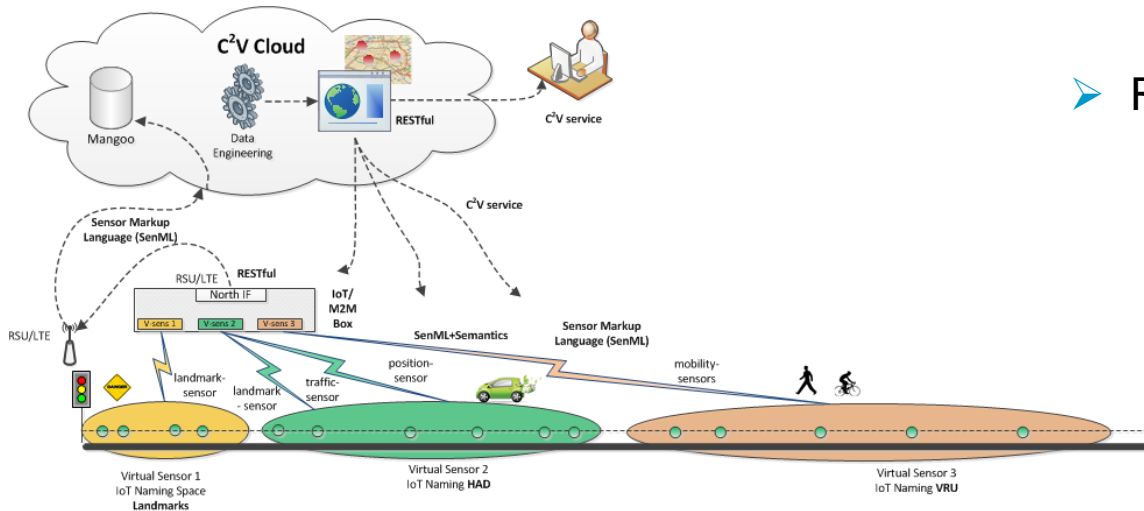 C²V Cloud
Mangoo
Data
Engineering
RESTful
C²V service
C²V service
Sensor Markup
Language (SenML)
RSU/LTE
RESTful
North IF
IoT/
M2M
Box
V-sens 1
V-sens 2
V-sens 3
RSU/LTE
DANGER
SenML+Semantics
Sensor Markup
Language (SenML)
landmark-
sensor
landmark
- sensor
traffic-
sensor
position-
sensor
mobility-
sensors
Virtual Sensor 1
IoT Naming Space
Landmarks
Virtual Sensor 2
IoT Naming HAD
Virtual Sensor 3
IoT Naming VRU